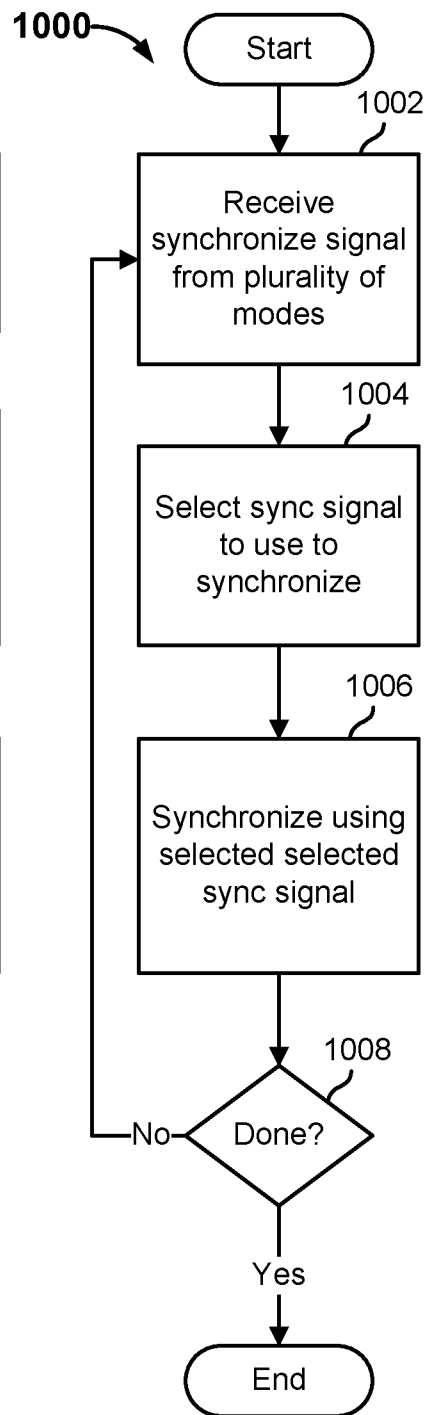 1000
Start
1002
Receive
synchronize signal
from plurality of
modes
1004
Select sync signal
to use to
synchronize
1006
Synchronize using
selected selected
sync signal
1008
Done?
No
Yes
End